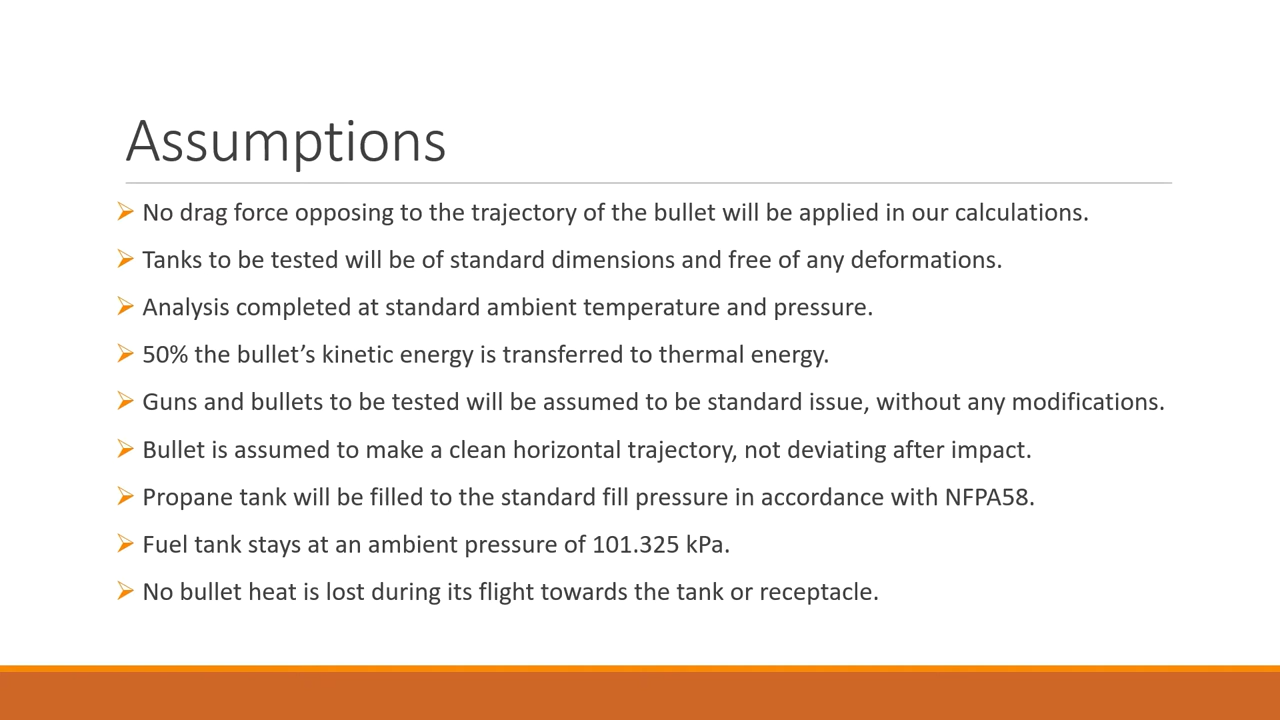 Assumptions
No drag force opposing to the trajectory of the bullet will be applied in our calculations.
Tanks to be tested will be of standard dimensions and free of any deformations.
Analysis completed at standard ambient temperature and pressure.
50% the bullet’s kinetic energy is transferred to thermal energy.
Guns and bullets to be tested will be assumed to be standard issue, without any modifications.
Bullet is assumed to make a clean horizontal trajectory, not deviating after impact.
Propane tank will be filled to the standard fill pressure in accordance with NFPA58.
Fuel tank stays at an ambient pressure of 101.325 kPa.
No bullet heat is lost during its flight towards the tank or receptacle.